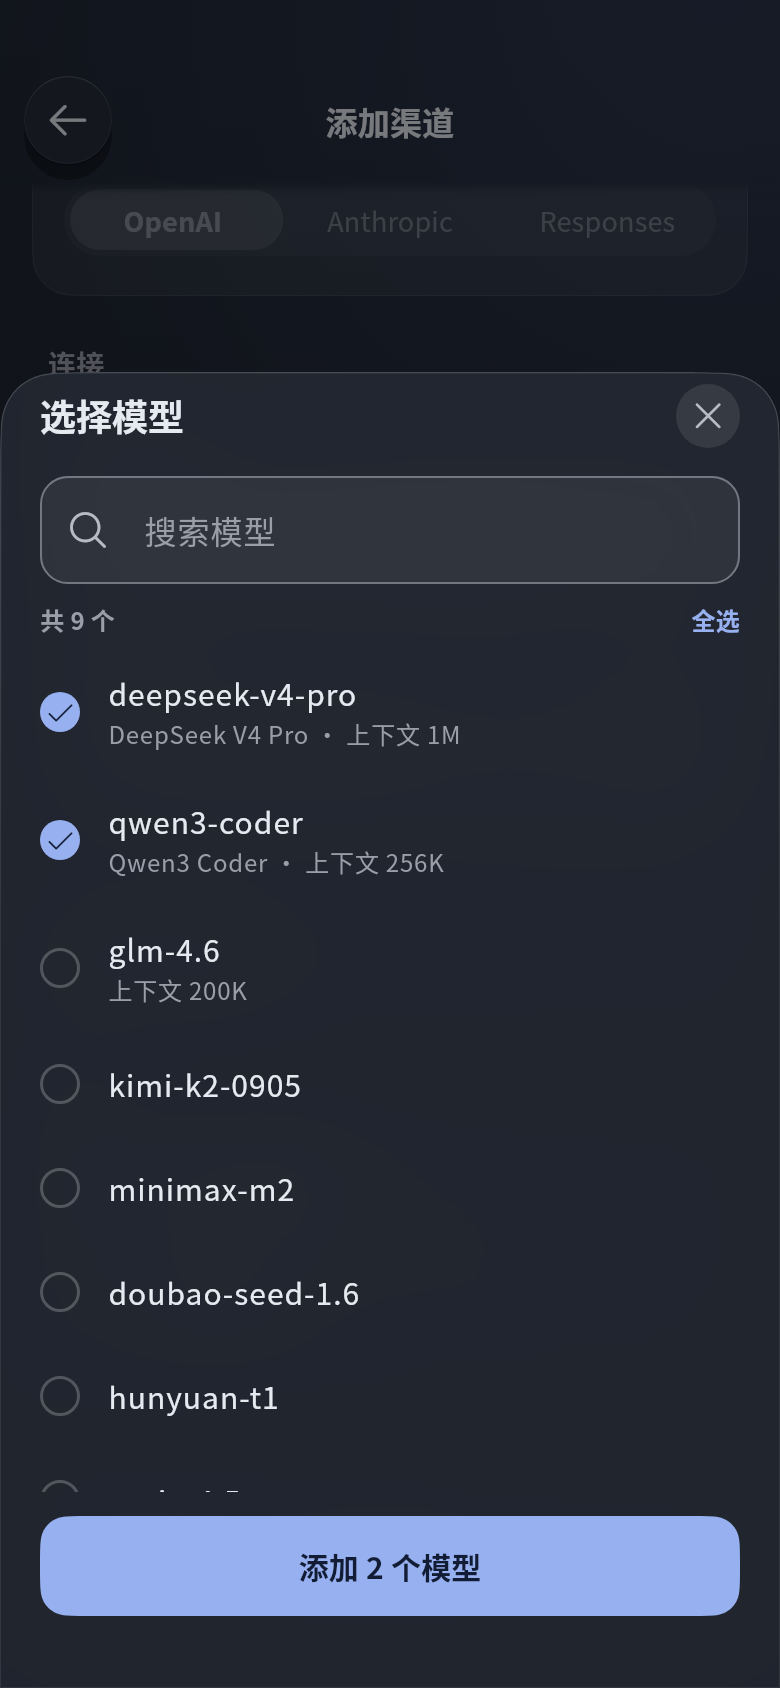 添加渠道
OpenAI
Anthropic
Responses
连接
选择模型
搜索模型
共 9 个
全选
deepseek-v4-pro
DeepSeek V4 Pro · 上下文 1M
qwen3-coder
Qwen3 Coder · 上下文 256K
glm-4.6
上下文 200K
kimi-k2-0905
minimax-m2
doubao-seed-1.6
hunyuan-t1
添加 2 个模型